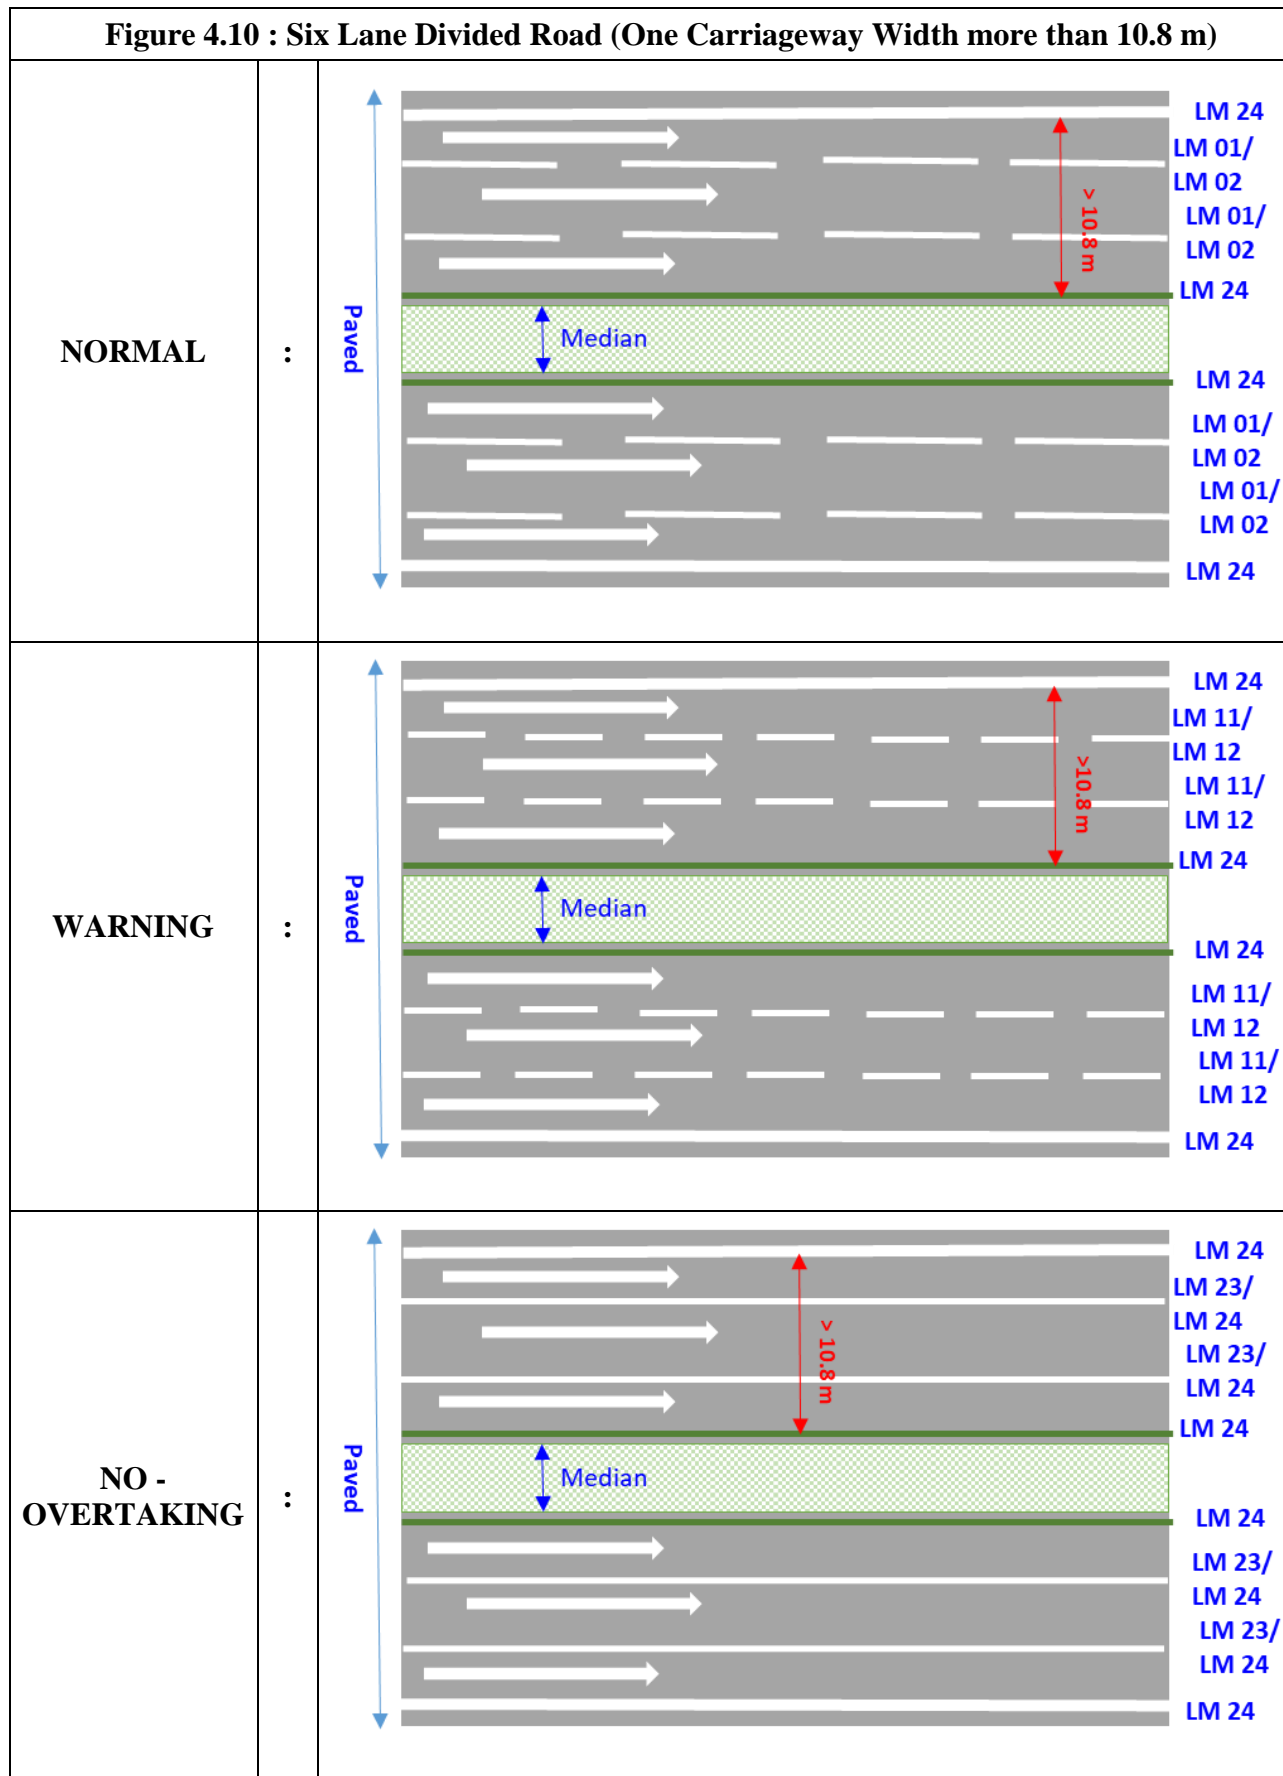 Figure 4.10 : Six Lane Divided Road (One Carriageway Width more than 10.8 m)
NORMAL
:
Paved
LM 24
LM 01/
LM 02
LM 01/
LM 02
> 10.8 m
LM 24
Median
LM 24
LM 01/
LM 02
LM 01/
LM 02
LM 24
WARNING
:
Paved
LM 24
LM 11/
LM 12
LM 11/
LM 12
>10.8 m
LM 24
Median
LM 24
LM 11/
LM 12
LM 11/
LM 12
LM 24
NO -
OVERTAKING
:
Paved
LM 24
LM 23/
LM 24
LM 23/
LM 24
> 10.8 m
LM 24
Median
LM 24
LM 23/
LM 24
LM 23/
LM 24
LM 24